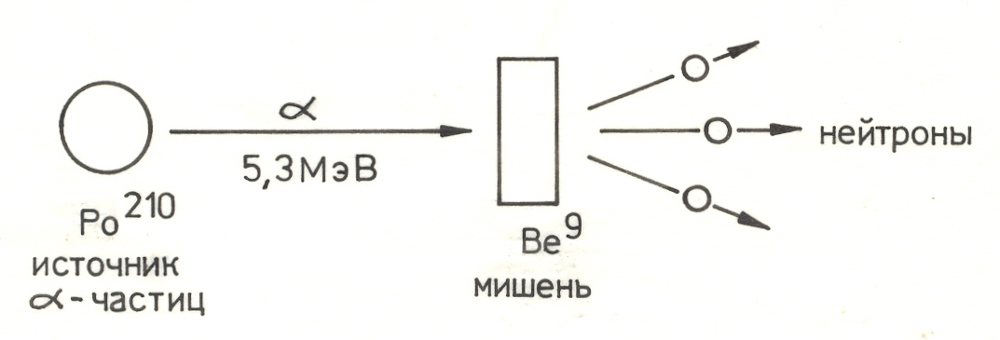 α
5,3 МэВ
нейтроны
Po²¹⁰
источник
α-частиц
Be⁹
мишень